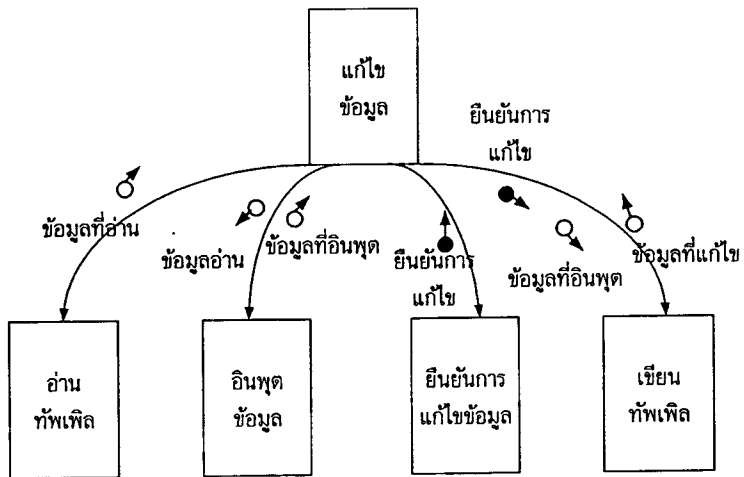 แก้ไข
ข้อมูล
ยืนยันการ
แก้ไข
ข้อมูลที่อ่าน
ข้อมูลอ่าน
ข้อมูลที่อินพุต
ยืนยันการ
แก้ไข
ข้อมูลที่อินพุต
ข้อมูลที่แก้ไข
อ่าน
ทัพเพิล
อินพุต
ข้อมูล
ยืนยันการ
แก้ไขข้อมูล
เขียน
ทัพเพิล